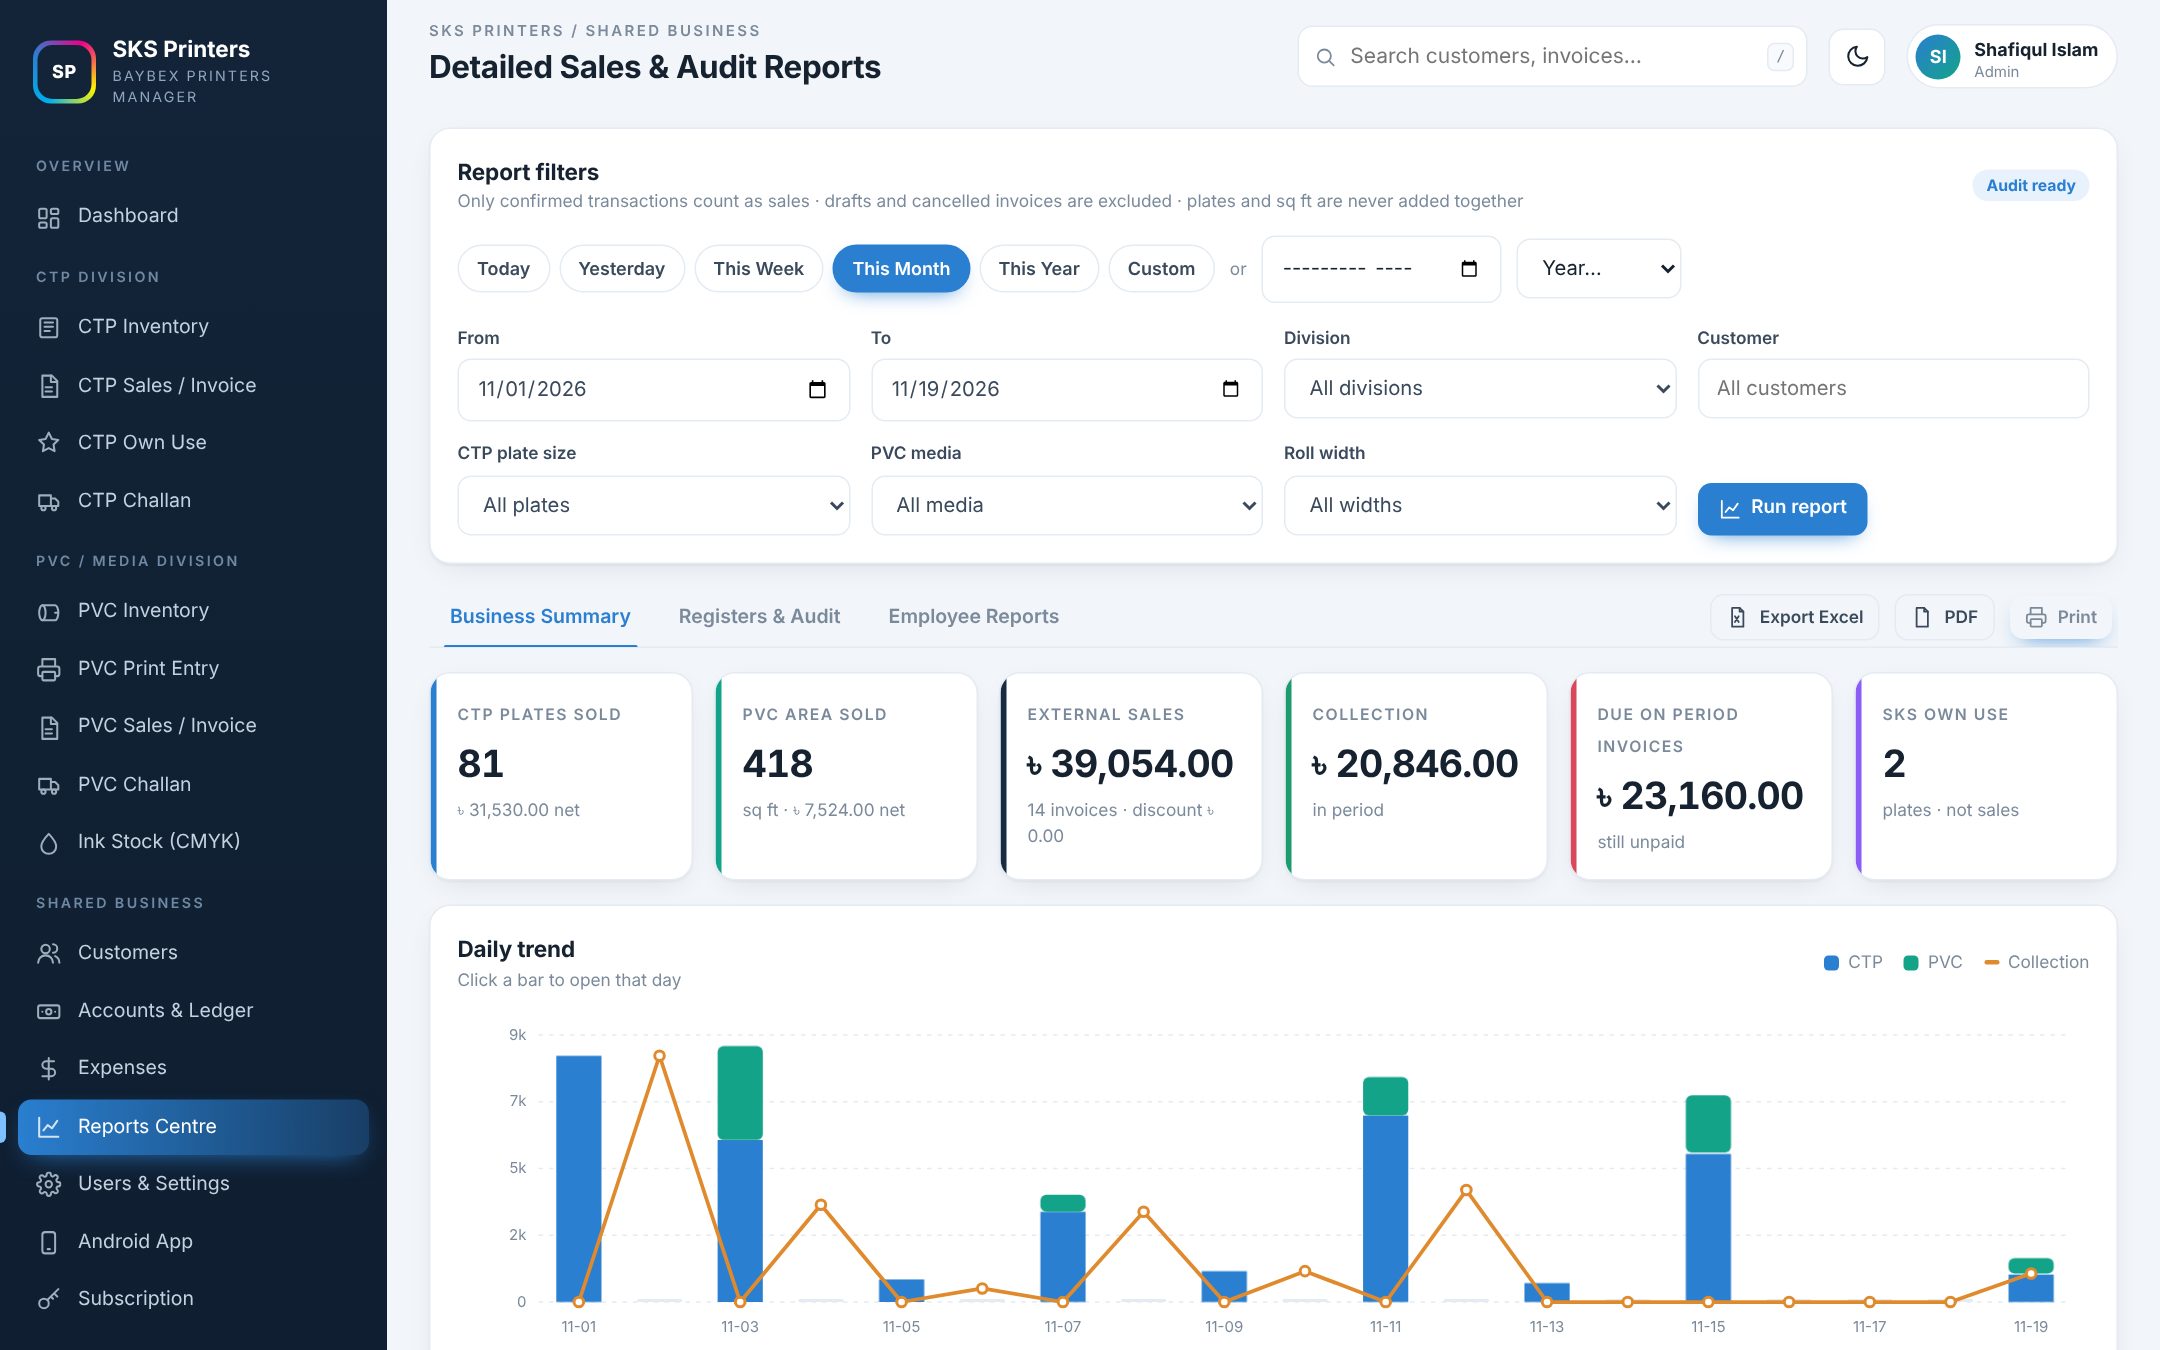 SP
SKS Printers
BAYBEX PRINTERS
MANAGER
OVERVIEW
Dashboard
CTP DIVISION
CTP Inventory
CTP Sales / Invoice
CTP Own Use
CTP Challan
PVC / MEDIA DIVISION
PVC Inventory
PVC Print Entry
PVC Sales / Invoice
PVC Challan
Ink Stock (CMYK)
SHARED BUSINESS
Customers
Accounts & Ledger
Expenses
Reports Centre
Users & Settings
Android App
Subscription
SKS PRINTERS / SHARED BUSINESS
Detailed Sales & Audit Reports
Search customers, invoices...
/
SI
Shafiqul Islam
Admin
Report filters
Only confirmed transactions count as sales · drafts and cancelled invoices are excluded · plates and sq ft are never added together
Audit ready
Today Yesterday This Week This Month This Year Custom or --------- ---- Year...
From To Division Customer
11/01/2026 11/19/2026 All divisions All customers
CTP plate size PVC media Roll width
All plates All media All widths Run report
Business Summary Registers & Audit Employee Reports Export Excel PDF Print
CTP PLATES SOLD
81
৳ 31,530.00 net
PVC AREA SOLD
418
sq ft · ৳ 7,524.00 net
EXTERNAL SALES
৳ 39,054.00
14 invoices · discount ৳
0.00
COLLECTION
৳ 20,846.00
in period
DUE ON PERIOD
INVOICES
৳ 23,160.00
still unpaid
SKS OWN USE
2
plates · not sales
Daily trend
Click a bar to open that day
CTP PVC Collection
9k
7k
5k
2k
0
11-01 11-03 11-05 11-07 11-09 11-11 11-13 11-15 11-17 11-19